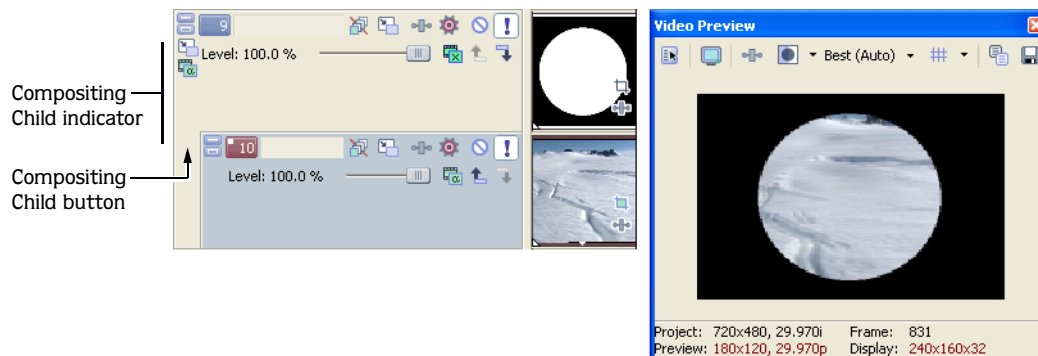 Compositing
Child indicator
Compositing
Child button
9
Level: 100.0 %
10
Level: 100.0 %
Video Preview
Best (Auto)
Project: 720x480, 29.970i Frame: 831
Preview: 180x120, 29.970p Display: 240x160x32